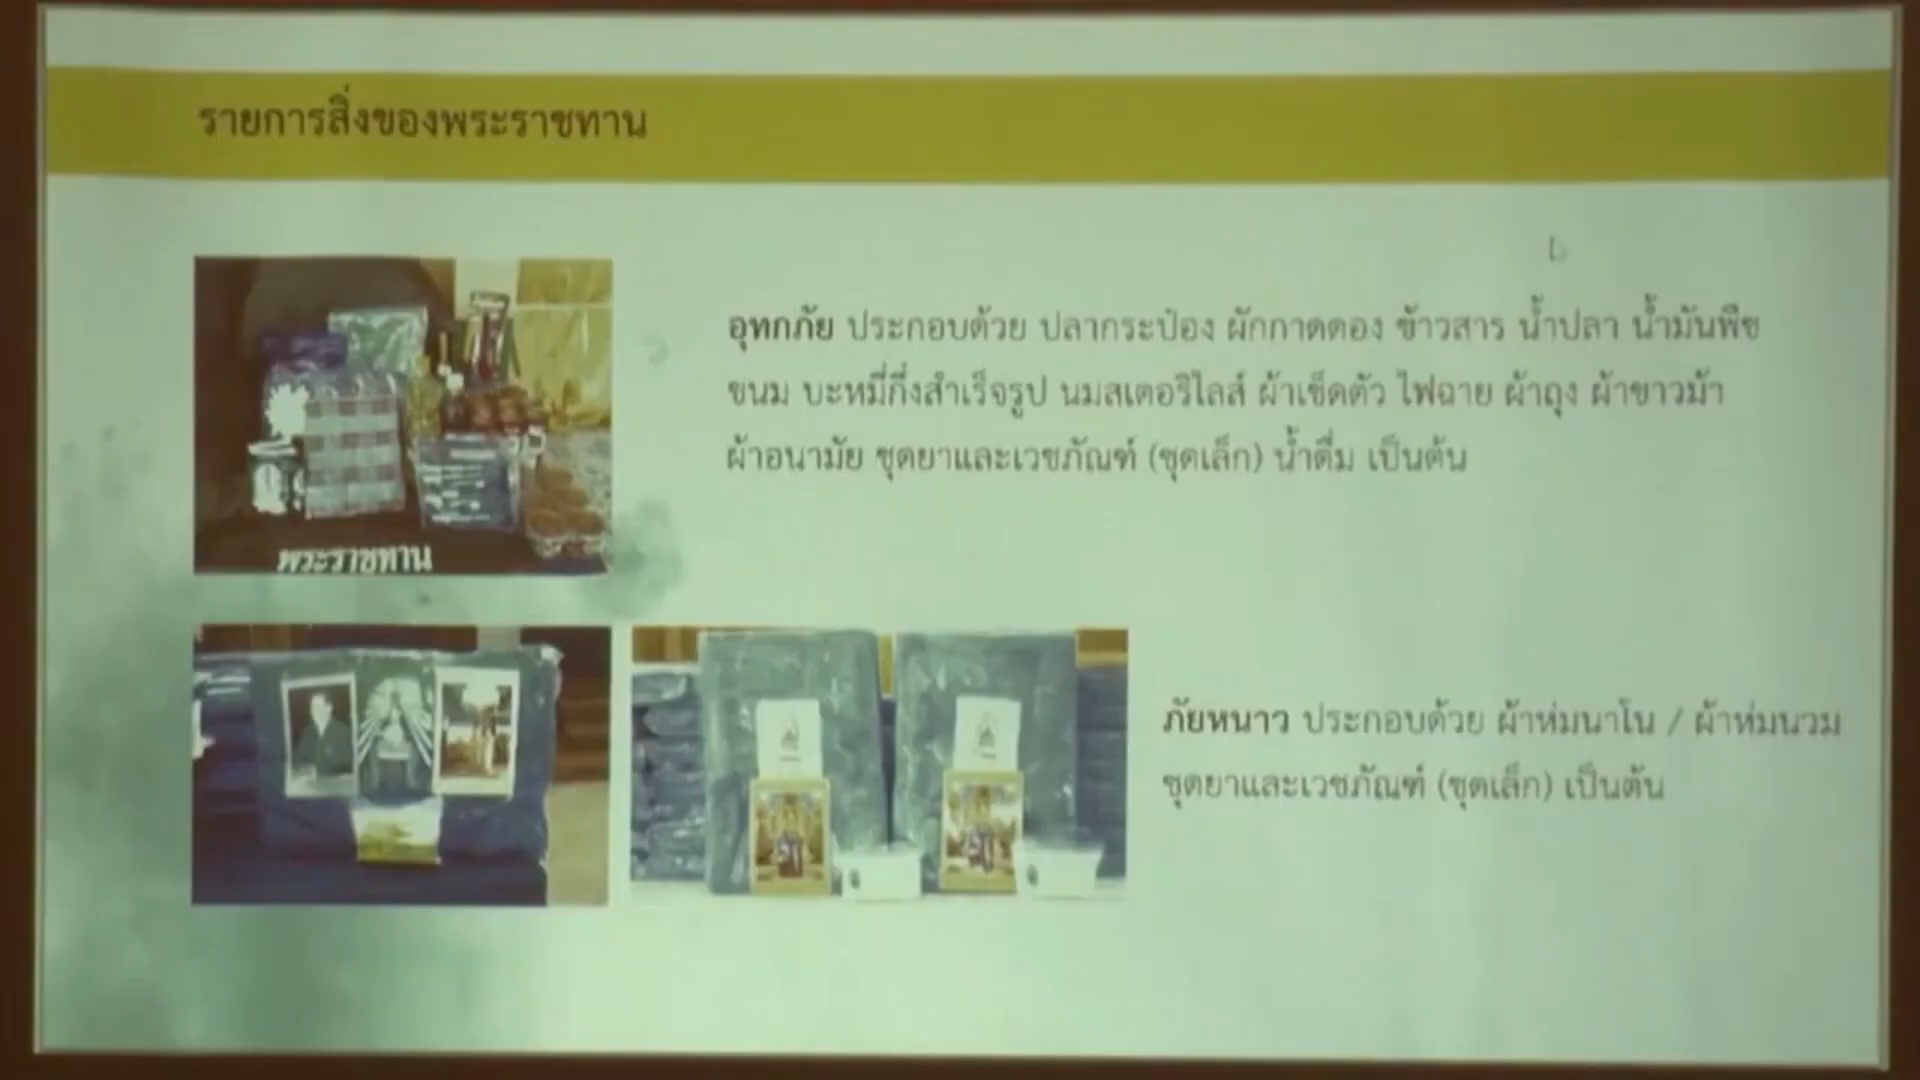 รายการสิ่งของพระราชทาน
อุทกภัย ประกอบด้วย ปลากระป๋อง ผักกาดดอง ข้าวสาร น้ำปลา น้ำมันพืช
ขนม บะหมี่กึ่งสำเร็จรูป นมสเตอริไลส์ ผ้าเช็ดตัว ไฟฉาย ผ้าถุง ผ้าขาวม้า
ผ้าอนามัย ชุดยาและเวชภัณฑ์ (ชุดเล็ก) น้ำดื่ม เป็นต้น
พระราชทาน
ภัยหนาว ประกอบด้วย ผ้าห่มนาโน / ผ้าห่มนวม
ชุดยาและเวชภัณฑ์ (ชุดเล็ก) เป็นต้น